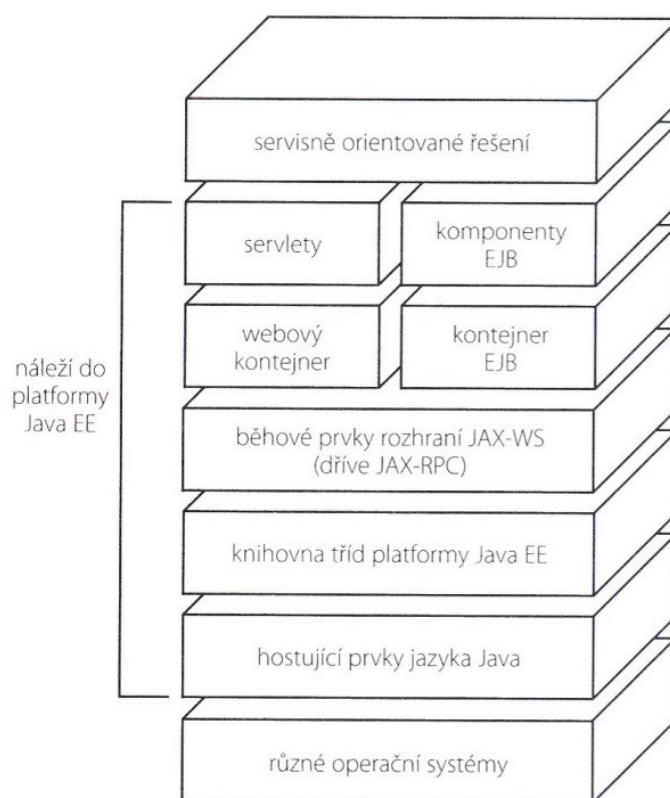 servisně orientované řešení
servlety
komponenty
EJB
webový
kontejner
kontejner
EJB
náleží do
platformy
Java EE
běhové prvky rozhraní JAX-WS
(dříve JAX-RPC)
knihovna tříd platformy Java EE
hostující prvky jazyka Java
různé operační systémy